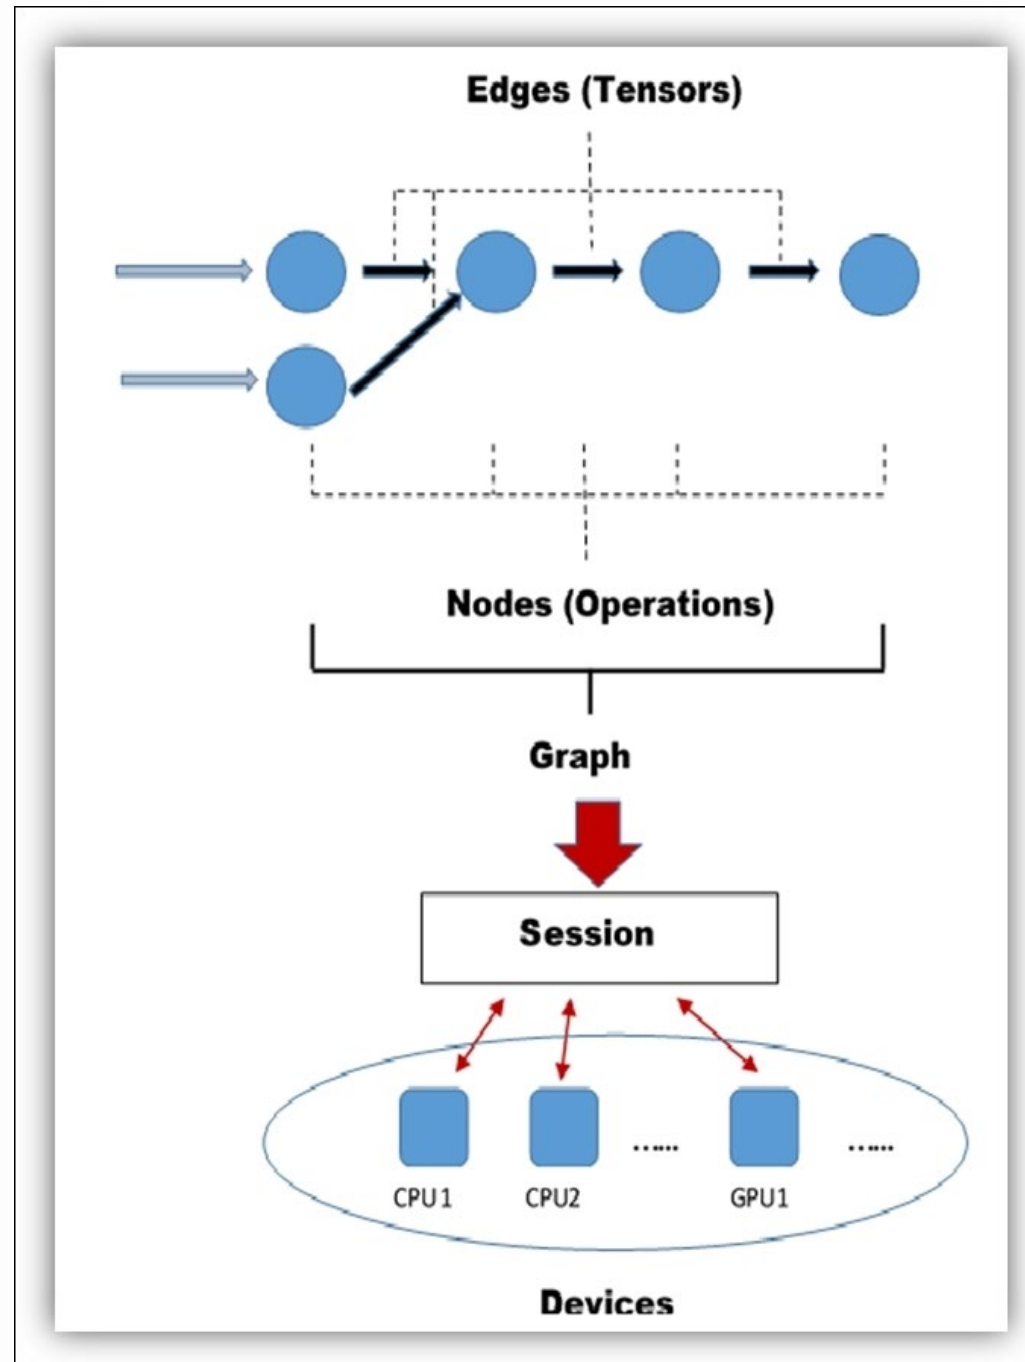 Edges (Tensors)
Nodes (Operations)
Graph
Session
......
......
CPU1
CPU2
GPU1
Devices